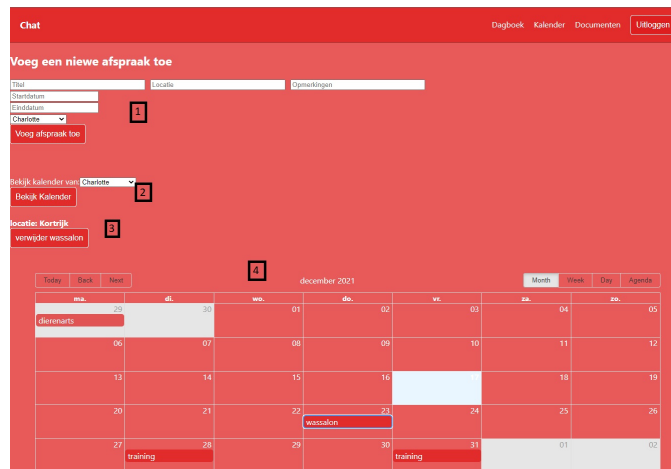 Chat Dagboek Kalender Documenten Uitloggen
Voeg een niewe afspraak toe
Titel Locatie Opmerkingen
Startdatum
Einddatum
1
Charlotte
Voeg afspraak toe
Bekijk kalender van: Charlotte
2
Bekijk Kalender
locatie: Kortrijk
3
verwijder wassalon
4
Today Back Next december 2021 Month Week Day Agenda
ma. di. wo. do. vr. za. zo.
29 30 01 02 03 04 05
dierenarts
06 07 08 09 10 11 12
13 14 15 16 18 19
20 21 22 23 24 25 26
wassalon
27 28 29 30 31 01 02
training training